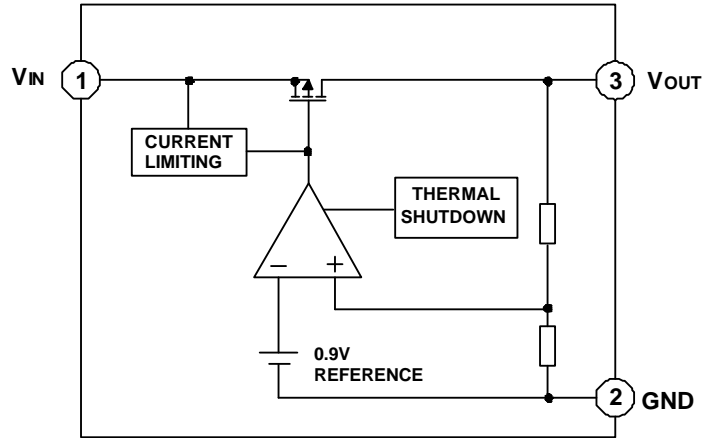 VIN
1
3
VOUT
CURRENT
LIMITING
THERMAL
SHUTDOWN
−
+
0.9V
REFERENCE
2
GND